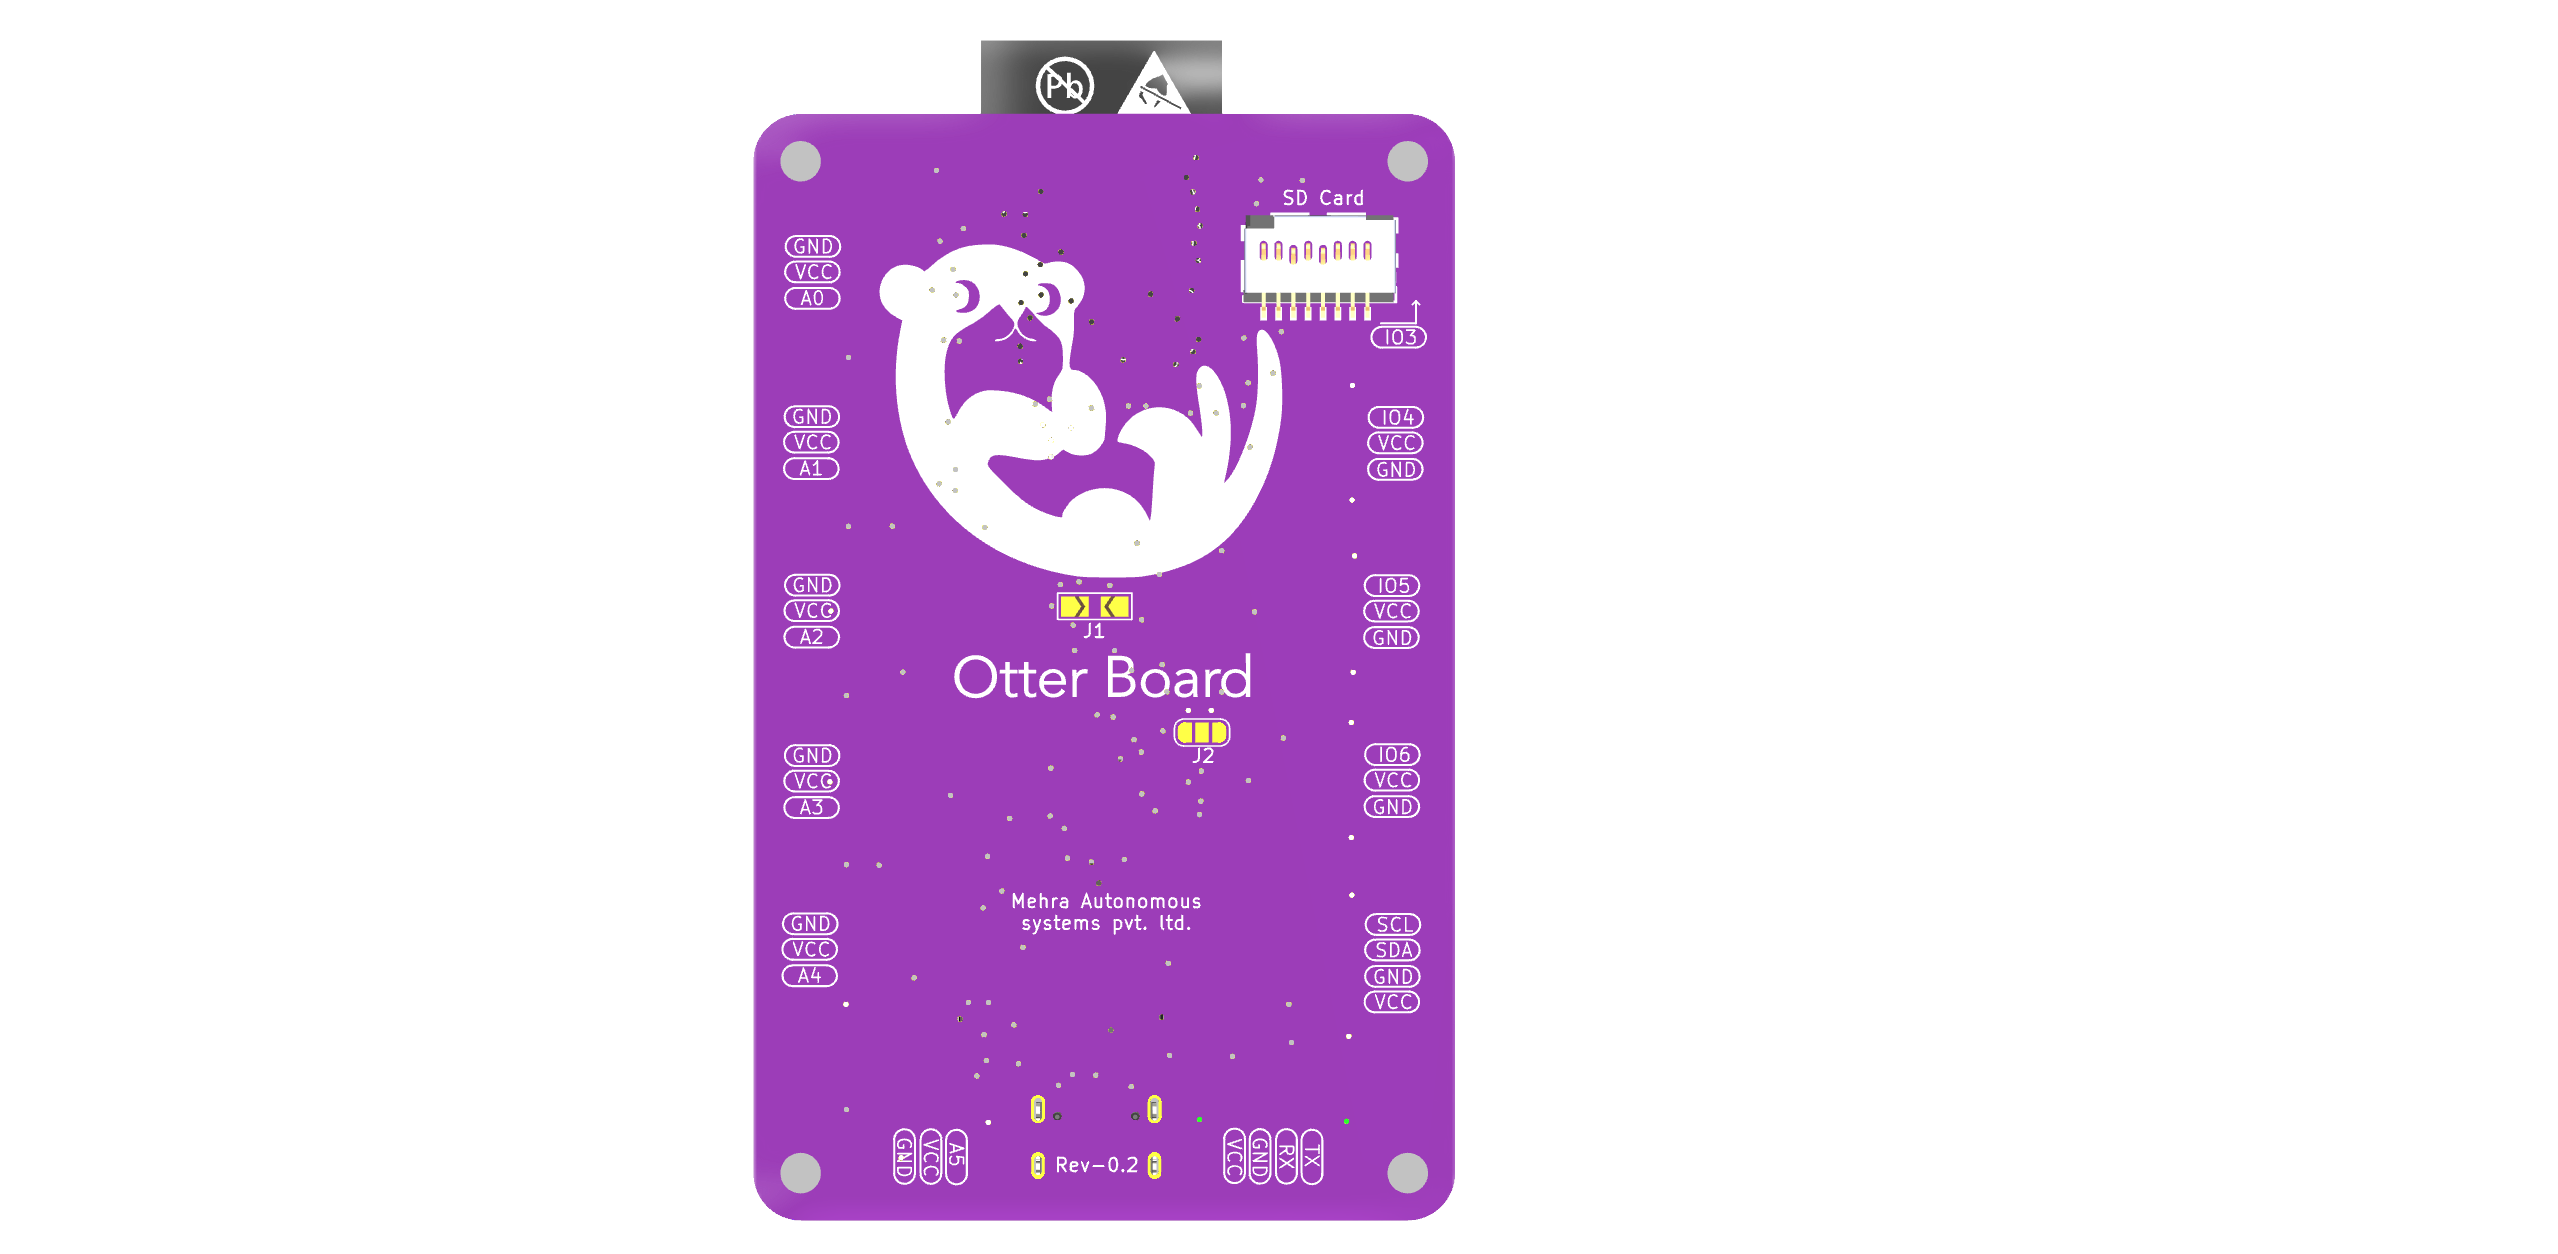 Pb
SD Card
GND
VCC
A0
IO3
GND
VCC
A1
IO4
VCC
GND
GND
VCC
A2
IO5
VCC
GND
J1
Otter Board
J2
GND
VCC
A3
IO6
VCC
GND
Mehra Autonomous
systems pvt. ltd.
GND
VCC
A4
SCL
SDA
GND
VCC
GND
VCC
A5
Rev-0.2
VCC
GND
RX
TX